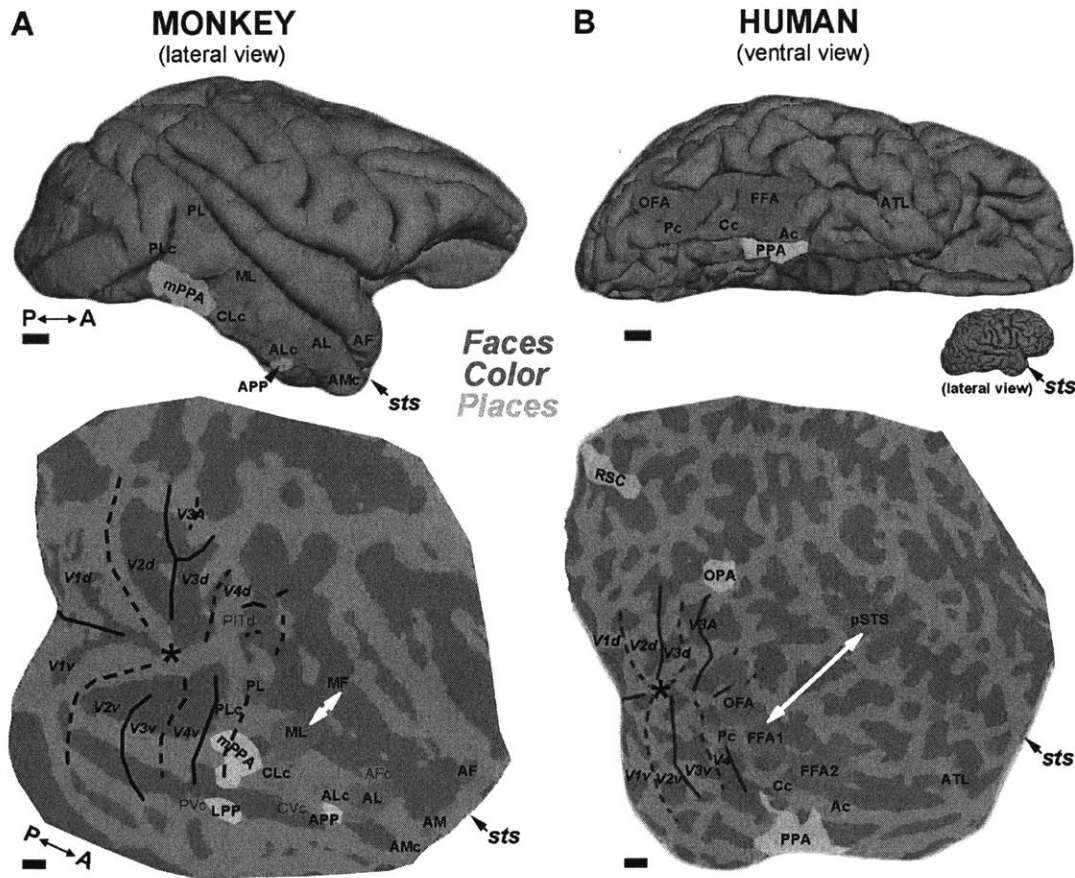 A
MONKEY
(lateral view)
PL
PLc
ML
mPPA
CLc
P A
ALc
AL
AF
APP
AMc
sts
Faces
Color
Places
B
HUMAN
(ventral view)
OFA
FFA
ATL
Pc
Cc
Ac
PPA
(lateral view)
sts
V3A
V1d
V2d
V3d
V4d
PITd
*
V1v
PL
MF
V2v
PLc
V3v
V4v
ML
mPPA
CLc
AFc
AF
PVc
LPP
CVc
ALc
AL
APP
AM
sts
AMc
P A
RSC
OPA
pSTS
V1d
V2d
V3A
V3d
*
OFA
Pc
FFA1
V1v
V2v
V3v
V4
FFA2
Cc
ATL
sts
Ac
PPA